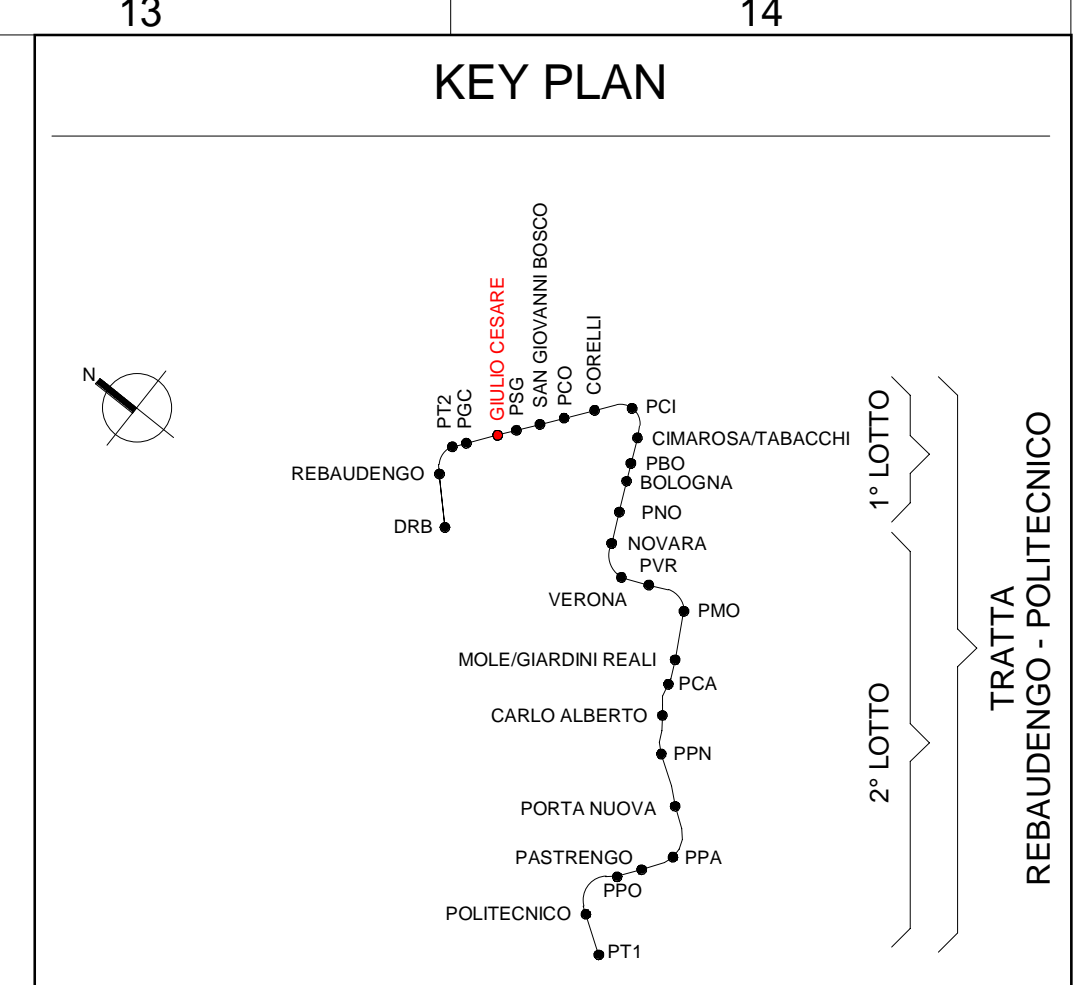 13
14
KEY PLAN
N
PT2
PGC
GIULIO CESARE
PSG
SAN GIOVANNI BOSCO
PCO
CORELLI
PCI
CIMAROSA/TABACCHI
REBAUDENGO
PBO
BOLOGNA
PNO
DRB
NOVARA
PVR
VERONA
PMO
MOLE/GIARDINI REALI
PCA
CARLO ALBERTO
PPN
PORTA NUOVA
PASTRENGO
PPA
PPO
POLITECNICO
PT1
1° LOTTO
2° LOTTO
TRATTA
REBAUDENGO - POLITECNICO